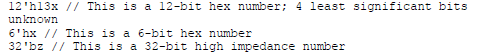 12'h13x // This is a 12-bit hex number; 4 least significant bits
unknown
6'hx // This is a 6-bit hex number
32'bz // This is a 32-bit high impedance number